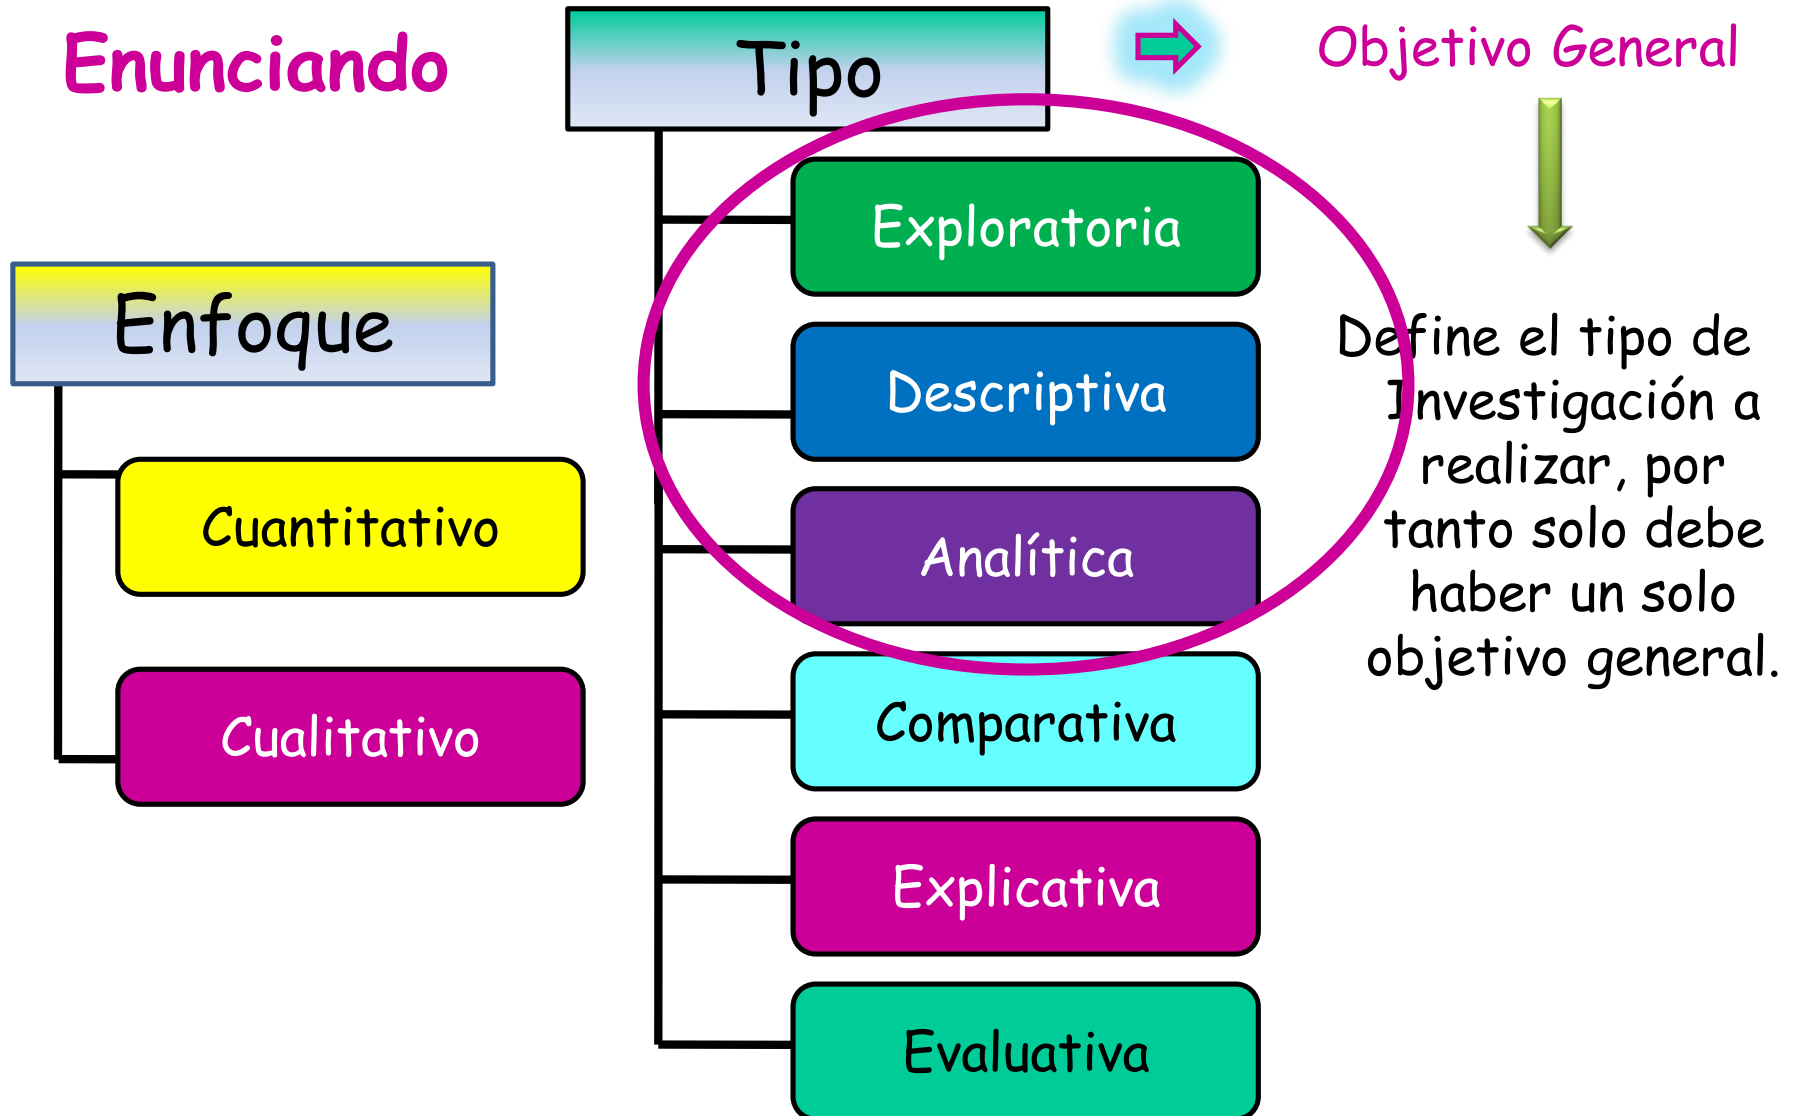 Enunciando
Tipo
Objetivo General
Exploratoria
Descriptiva
Analítica
Comparativa
Explicativa
Evaluativa
Enfoque
Cuantitativo
Cualitativo
Define el tipo de
Investigación a
realizar, por
tanto solo debe
haber un solo
objetivo general.